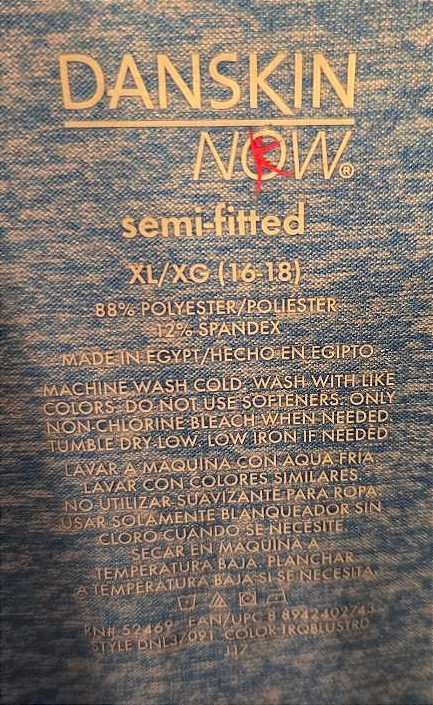 DANSKIN
NOW®
semi-fitted
XL/XG (16-18)
88% POLYESTER/POLIESTER
12% SPANDEX
MADE IN EGYPT/HECHO EN EGIPTO
MACHINE WASH COLD. WASH WITH LIKE
COLORS. DO NOT USE SOFTENERS. ONLY
NON-CHLORINE BLEACH WHEN NEEDED.
TUMBLE DRY LOW. LOW IRON IF NEEDED.
LAVAR A MAQUINA CON AQUA FRIA.
LAVAR CON COLORES SIMILARES.
NO UTILIZAR SUAVIZANTE PARA ROPA.
USAR SOLAMENTE BLANQUEADOR SIN
CLORO CUANDO SE NECESITE.
SECAR EN MAQUINA A
TEMPERATURA BAJA. PLANCHAR
A TEMPERATURA BAJA SI SE NECESITA.
RN# 52469 EAN/UPC 8 8942402743
STYLE COLOR TRQBLUSTRD
J17